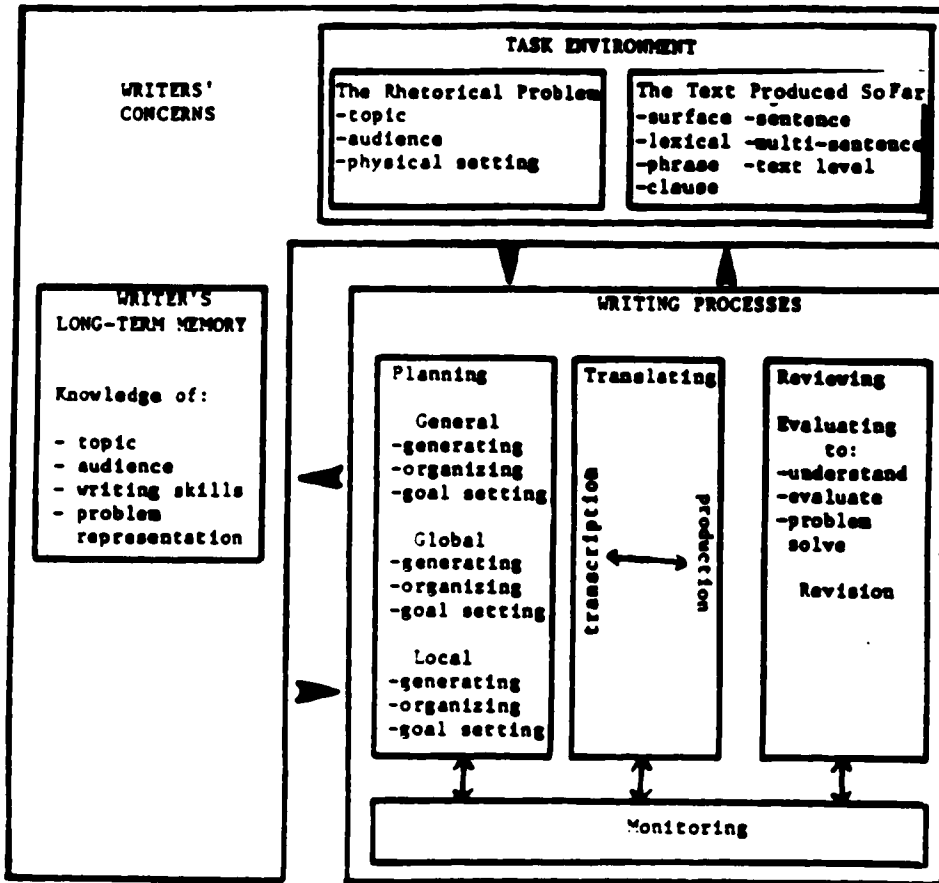 TASK ENVIRONMENT
WRITERS'
CONCERNS
The Rhetorical Problem
-topic
-audience
-physical setting
The Text Produced So Far
-surface -sentence
-lexical -multi-sentence
-phrase -text level
-clause
WRITER'S
LONG-TERM MEMORY
Knowledge of:
- topic
- audience
- writing skills
- problem
representation
WRITING PROCESSES
Planning
General
-generating
-organizing
-goal setting
Global
-generating
-organizing
-goal setting
Local
-generating
-organizing
-goal setting
Translating
transcription
production
Reviewing
Evaluating
to:
-understand
-evaluate
-problem
solve
Revision
Monitoring